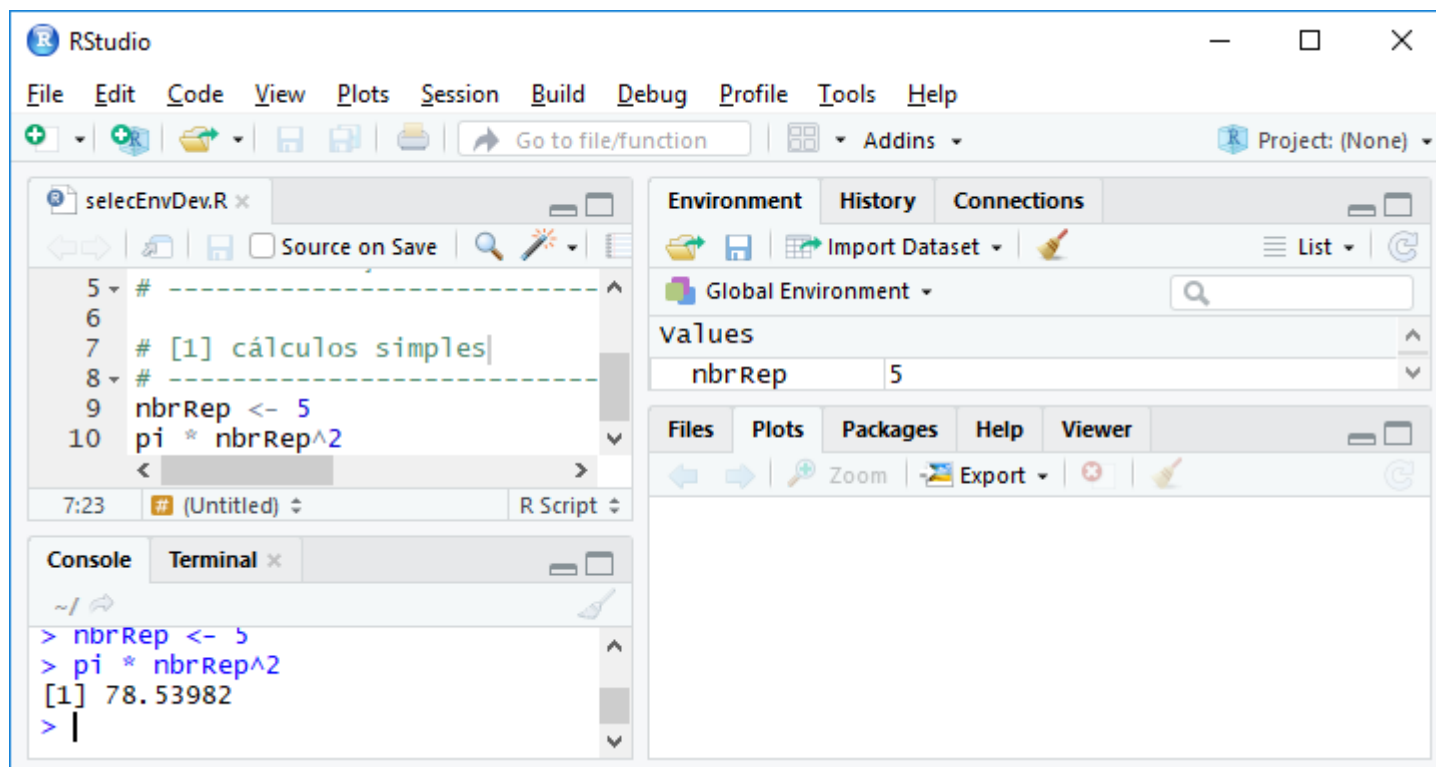 RStudio
File Edit Code View Plots Session Build Debug Profile Tools Help
Go to file/function Addins Project: (None)
selecEnvDev.R
Source on Save
5 # ---------------------------
6
7 # [1] cálculos simples
8 # ---------------------------
9 nbrRep <- 5
10 pi * nbrRep^2
7:23 # (Untitled) R Script
Console Terminal
~/
> nbrRep <- 5
> pi * nbrRep^2
[1] 78.53982
>
Environment History Connections
Import Dataset List
Global Environment
Values
nbrRep 5
Files Plots Packages Help Viewer
Zoom Export